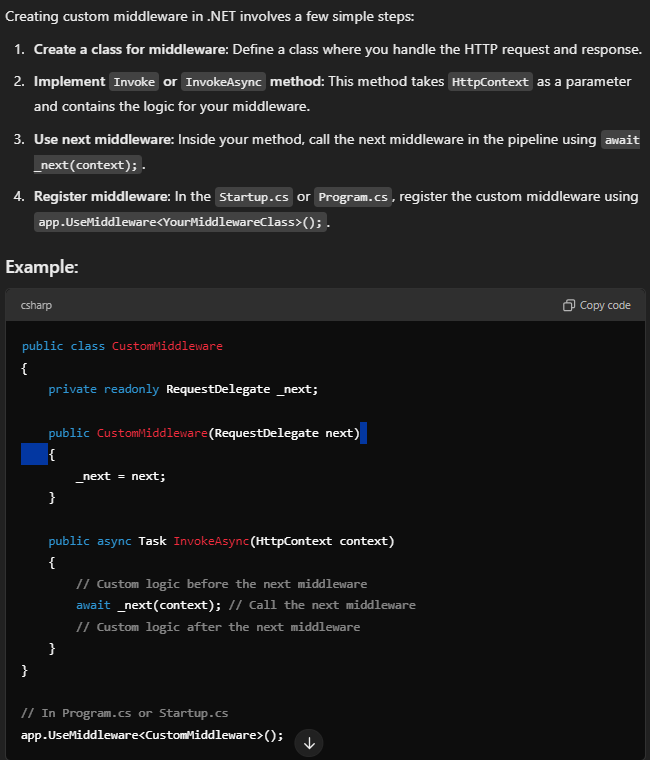 Creating custom middleware in .NET involves a few simple steps:
1. Create a class for middleware: Define a class where you handle the HTTP request and response.
2. Implement Invoke or InvokeAsync method: This method takes HttpContext as a parameter
and contains the logic for your middleware.
3. Use next middleware: Inside your method, call the next middleware in the pipeline using await
_next(context); .
4. Register middleware: In the Startup.cs or Program.cs , register the custom middleware using
app.UseMiddleware<YourMiddlewareClass>(); .
Example:
csharp Copy code
public class CustomMiddleware
{
    private readonly RequestDelegate _next;

    public CustomMiddleware(RequestDelegate next)
    {
        _next = next;
    }

    public async Task InvokeAsync(HttpContext context)
    {
        // Custom logic before the next middleware
        await _next(context); // Call the next middleware
        // Custom logic after the next middleware
    }
}

// In Program.cs or Startup.cs
app.UseMiddleware<CustomMiddleware>();